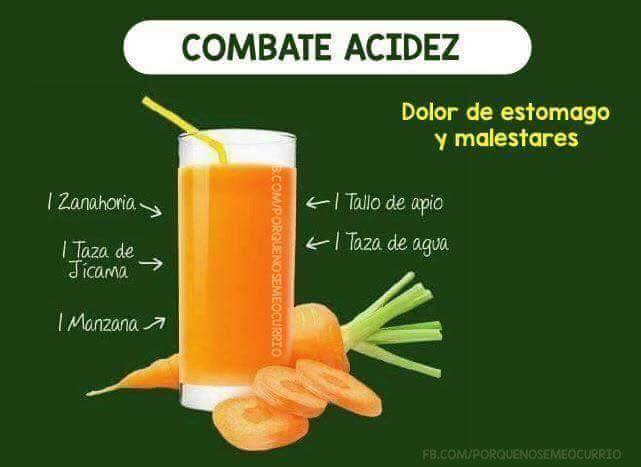 COMBATE ACIDEZ
Dolor de estomago
y malestares
1 Zanahoria
1 Taza de
Jícama
1 Manzana
1 Tallo de apio
1 Taza de agua
FB.COM/PORQUENOSEMEOCURRIO
FB.COM/PORQUENOSEMEOCURRIO